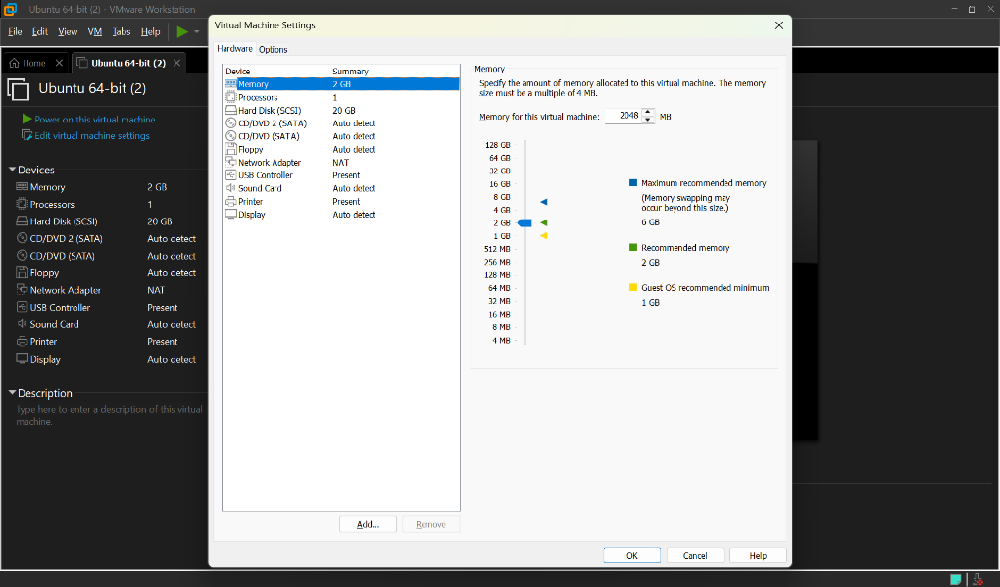 Ubuntu 64-bit (2) - VMware Workstation
File Edit View VM Jabs Help
Home
Ubuntu 64-bit (2)
Ubuntu 64-bit (2)
Power on this virtual machine
Edit virtual machine settings
Devices
Memory 2 GB
Processors 1
Hard Disk (SCSI) 20 GB
CD/DVD 2 (SATA) Auto detect
CD/DVD (SATA) Auto detect
Floppy Auto detect
Network Adapter NAT
USB Controller Present
Sound Card Auto detect
Printer Present
Display Auto detect
Description
Type here to enter a description of this virtual
machine.
Virtual Machine Settings
Hardware Options
Device Summary
Memory 2 GB
Processors 1
Hard Disk (SCSI) 20 GB
CD/DVD 2 (SATA) Auto detect
CD/DVD (SATA) Auto detect
Floppy Auto detect
Network Adapter NAT
USB Controller Present
Sound Card Auto detect
Printer Present
Display Auto detect
Add...
Remove
Memory
Specify the amount of memory allocated to this virtual machine. The memory
size must be a multiple of 4 MB.
Memory for this virtual machine: 2048 MB
128 GB
64 GB
32 GB
16 GB
8 GB
4 GB
2 GB
1 GB
512 MB
256 MB
128 MB
64 MB
32 MB
16 MB
8 MB
4 MB
Maximum recommended memory
(Memory swapping may
occur beyond this size.)
6 GB
Recommended memory
2 GB
Guest OS recommended minimum
1 GB
OK
Cancel
Help